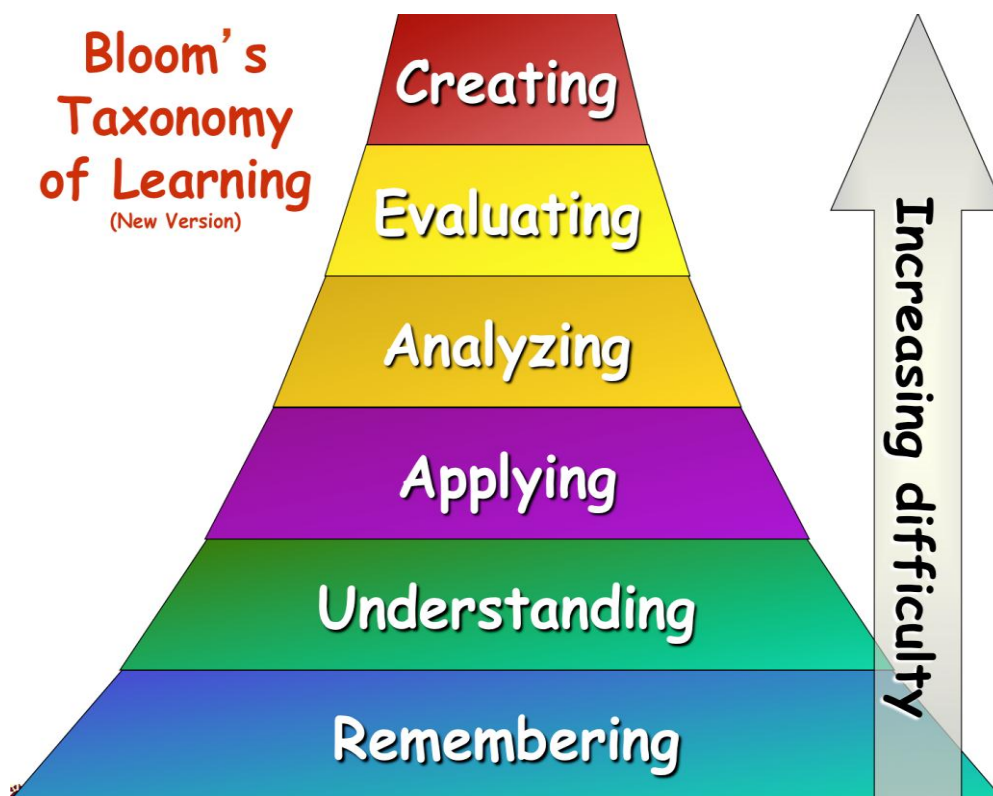 Bloom's
Taxonomy
of Learning
(New Version)
Creating
Evaluating
Analyzing
Applying
Understanding
Remembering
Increasing difficulty